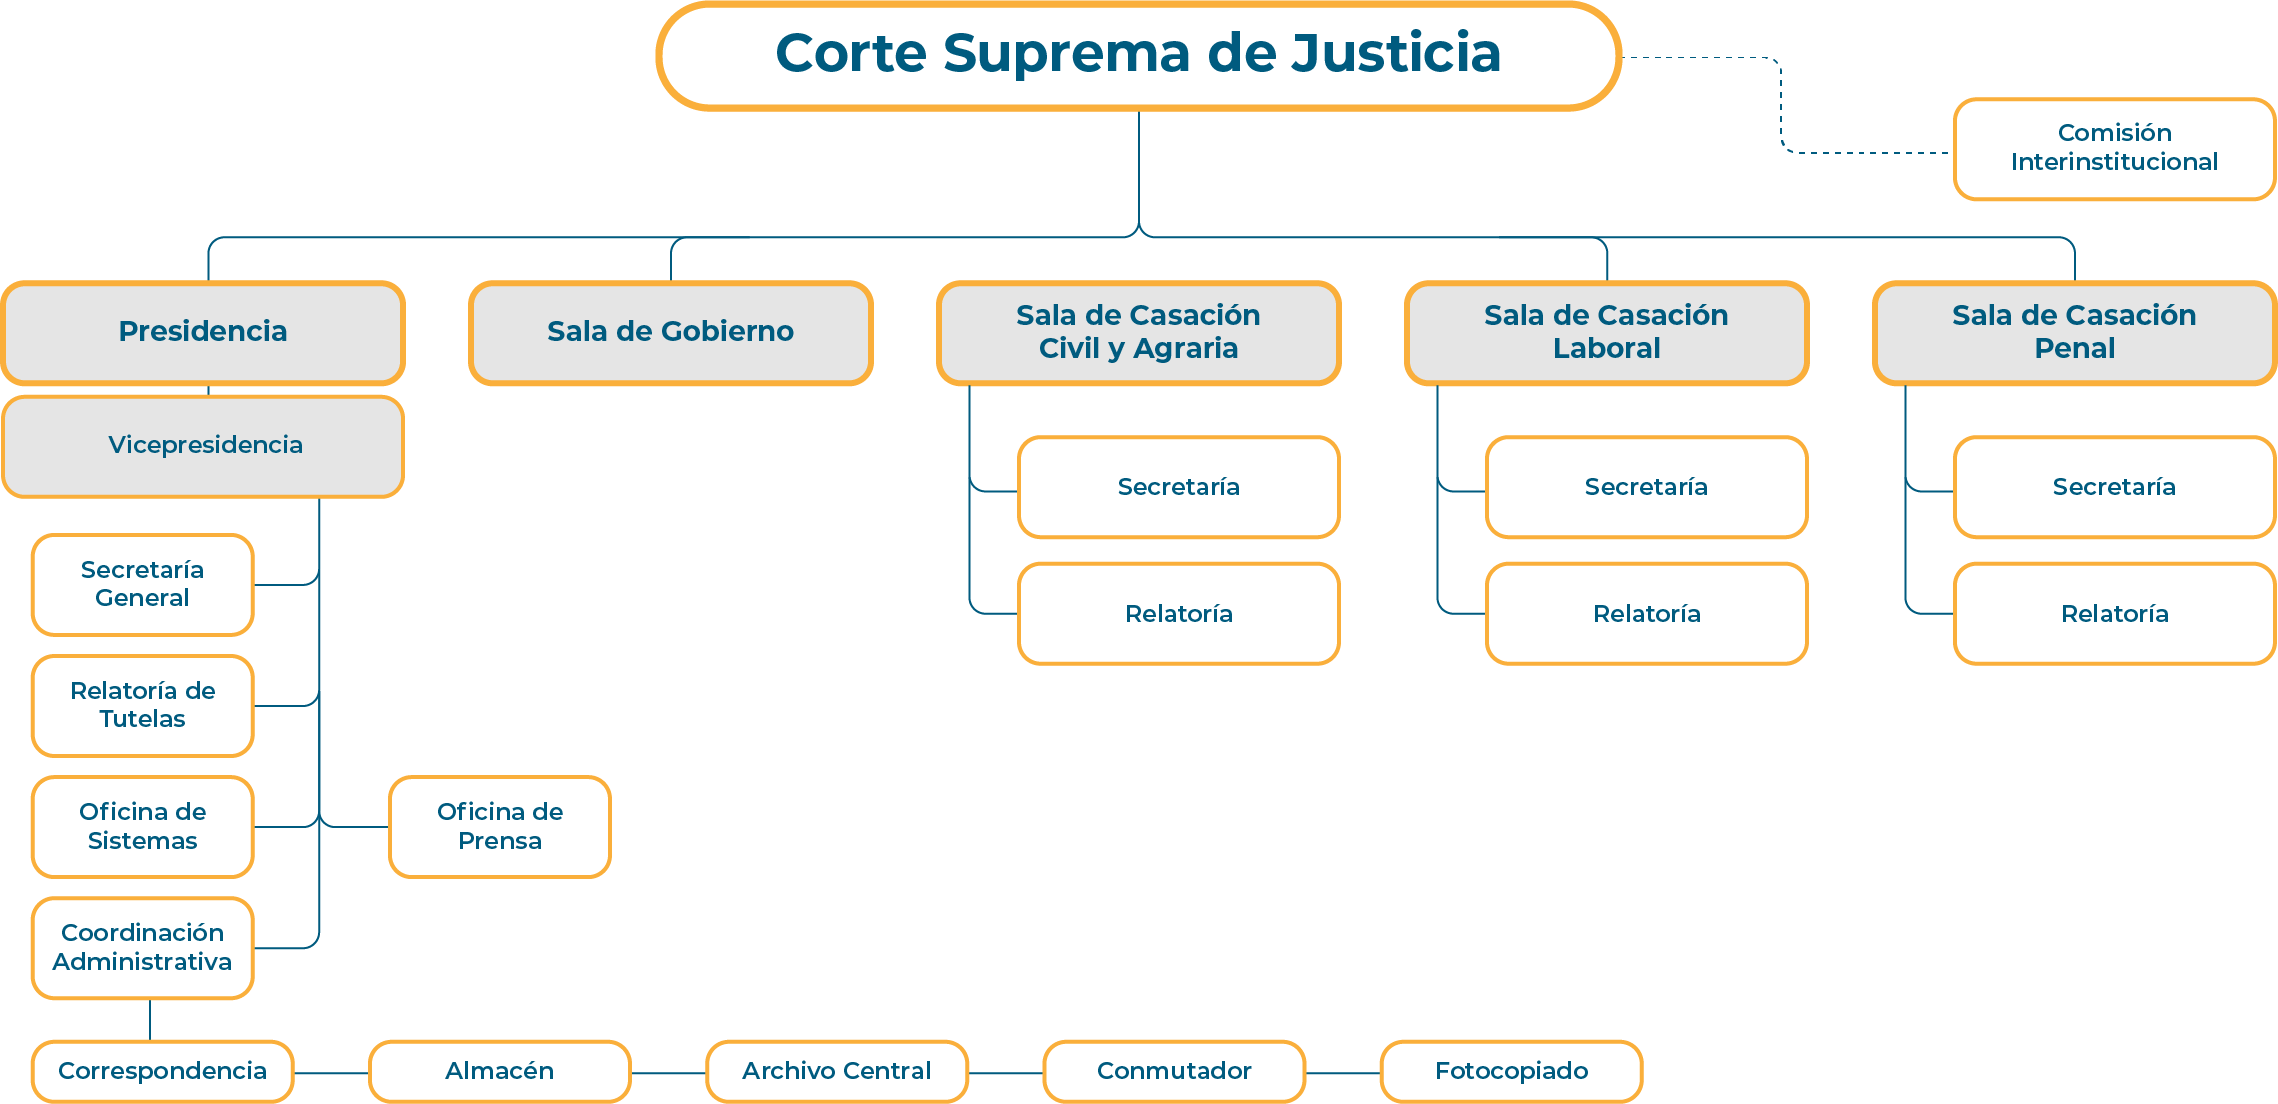 Corte Suprema de Justicia
Comisión
Interinstitucional
Presidencia
Sala de Gobierno
Sala de Casación
Civil y Agraria
Sala de Casación
Laboral
Sala de Casación
Penal
Vicepresidencia
Secretaría
Secretaría
Secretaría
Relatoría
Relatoría
Relatoría
Secretaría
General
Relatoría de
Tutelas
Oficina de
Sistemas
Oficina de
Prensa
Coordinación
Administrativa
Correspondencia
Almacén
Archivo Central
Conmutador
Fotocopiado